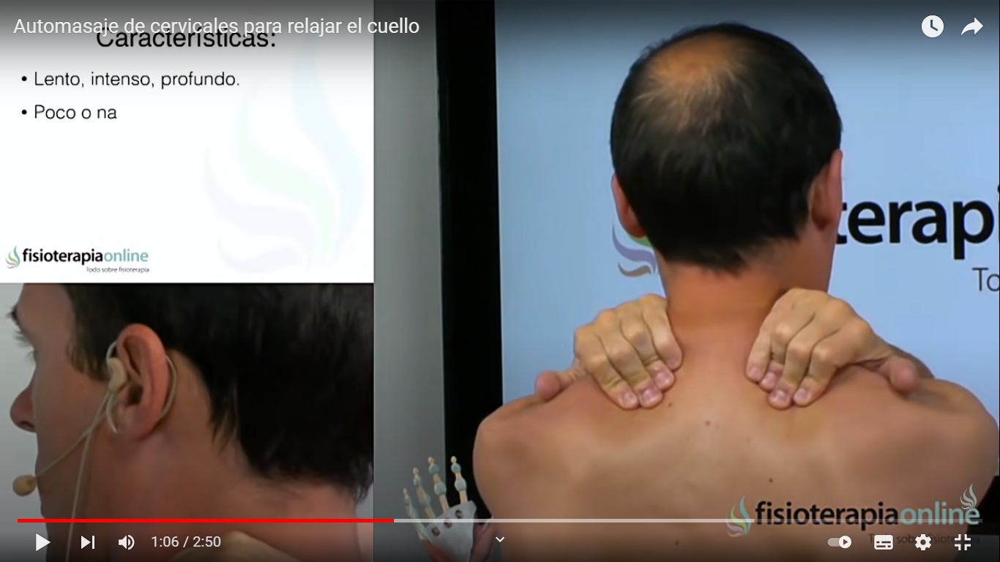 Automasaje de cervicales para relajar el cuello
Características:
• Lento, intenso, profundo.
• Poco o na
fisioterapiaonline
Todo sobre fisioterapia
terapi
To
fisioterapiaonline
1:06 / 2:50